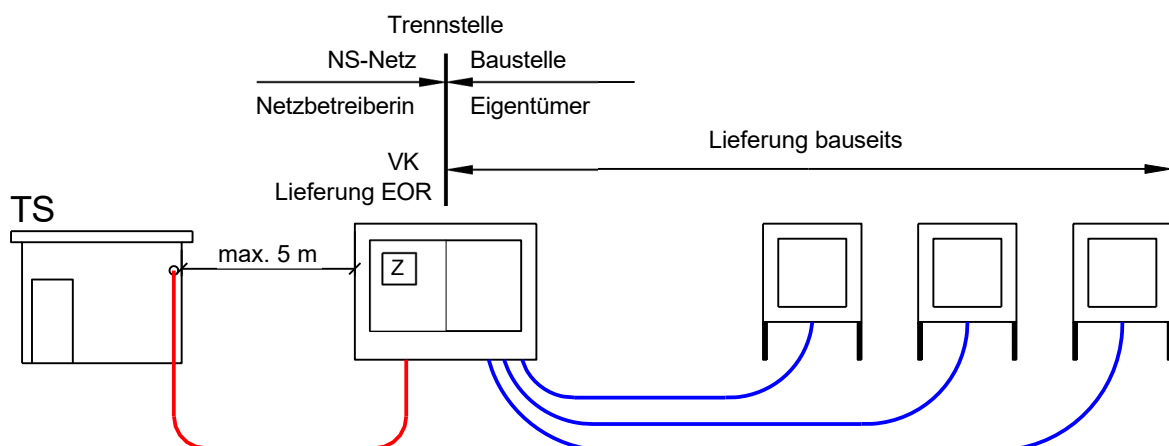 Trennstelle
NS-Netz
Baustelle
Netzbetreiberin
Eigentümer
Lieferung bauseits
VK
Lieferung EOR
TS
max. 5 m
Z